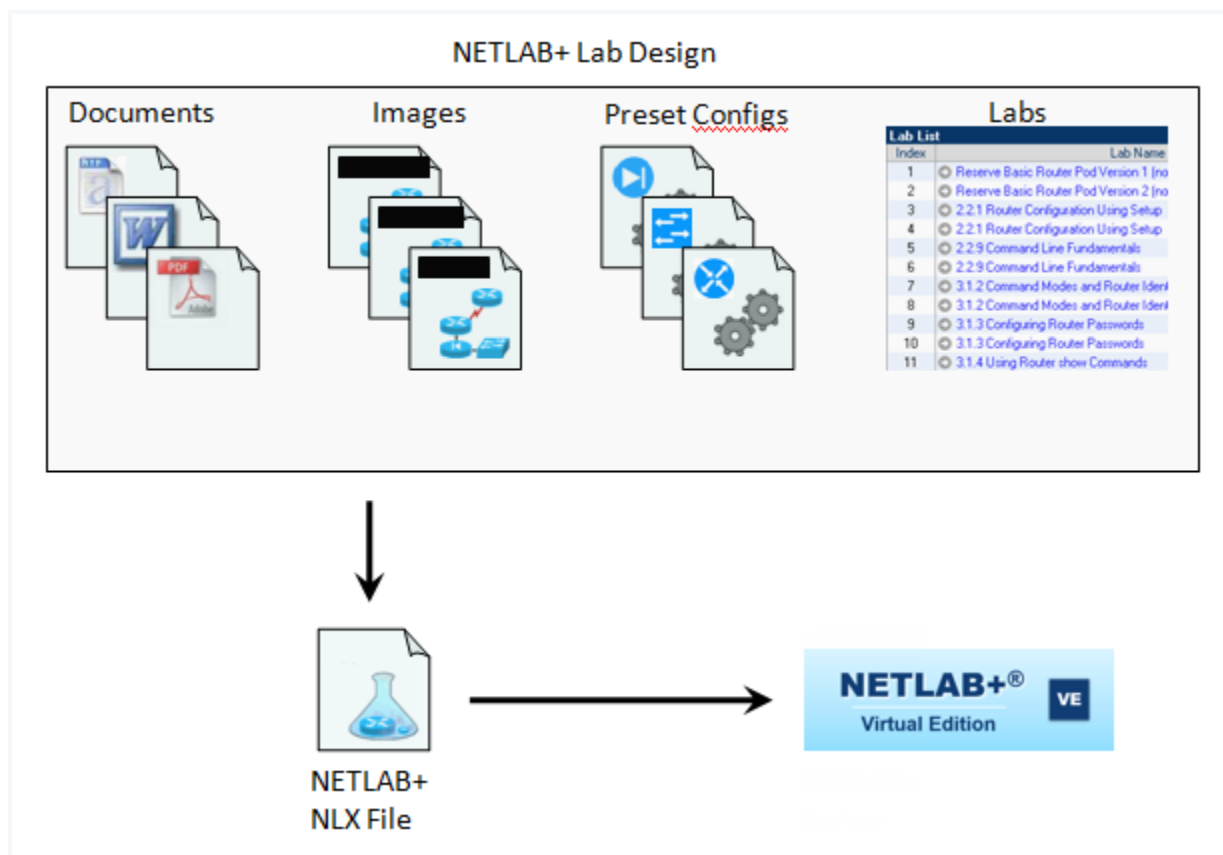 NETLAB+ Lab Design
Documents
Images
Preset Configs
Labs
PDF
Adobe
Lab List
Index Lab Name
1 Reserve Basic Router Pod Version 1 (no
2 Reserve Basic Router Pod Version 2 (no
3 2.2.1 Router Configuration Using Setup
4 2.2.1 Router Configuration Using Setup
5 2.2.9 Command Line Fundamentals
6 2.2.9 Command Line Fundamentals
7 3.1.2 Command Modes and Router Ident
8 3.1.2 Command Modes and Router Ident
9 3.1.3 Configuring Router Passwords
10 3.1.3 Configuring Router Passwords
11 3.1.4 Using Router show Commands
NETLAB+
NLX File
NETLAB+®
Virtual Edition
VE